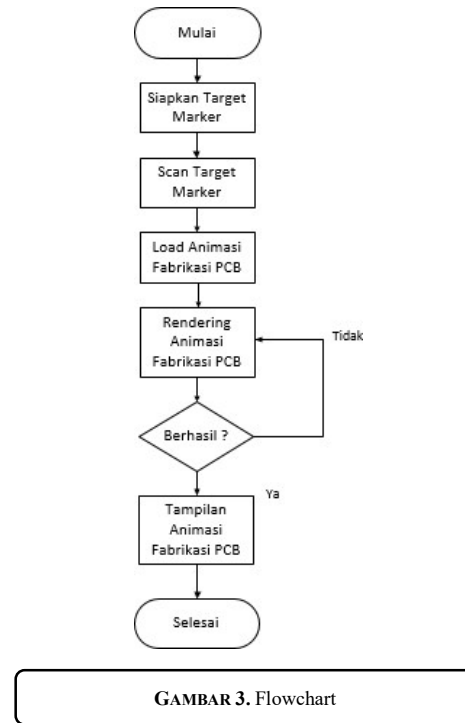 Mulai
Siapkan Target
Marker
Scan Target
Marker
Load Animasi
Fabrikasi PCB
Rendering
Animasi
Fabrikasi PCB
Tidak
Berhasil ?
Ya
Tampilan
Animasi
Fabrikasi PCB
Selesai
GAMBAR 3. Flowchart